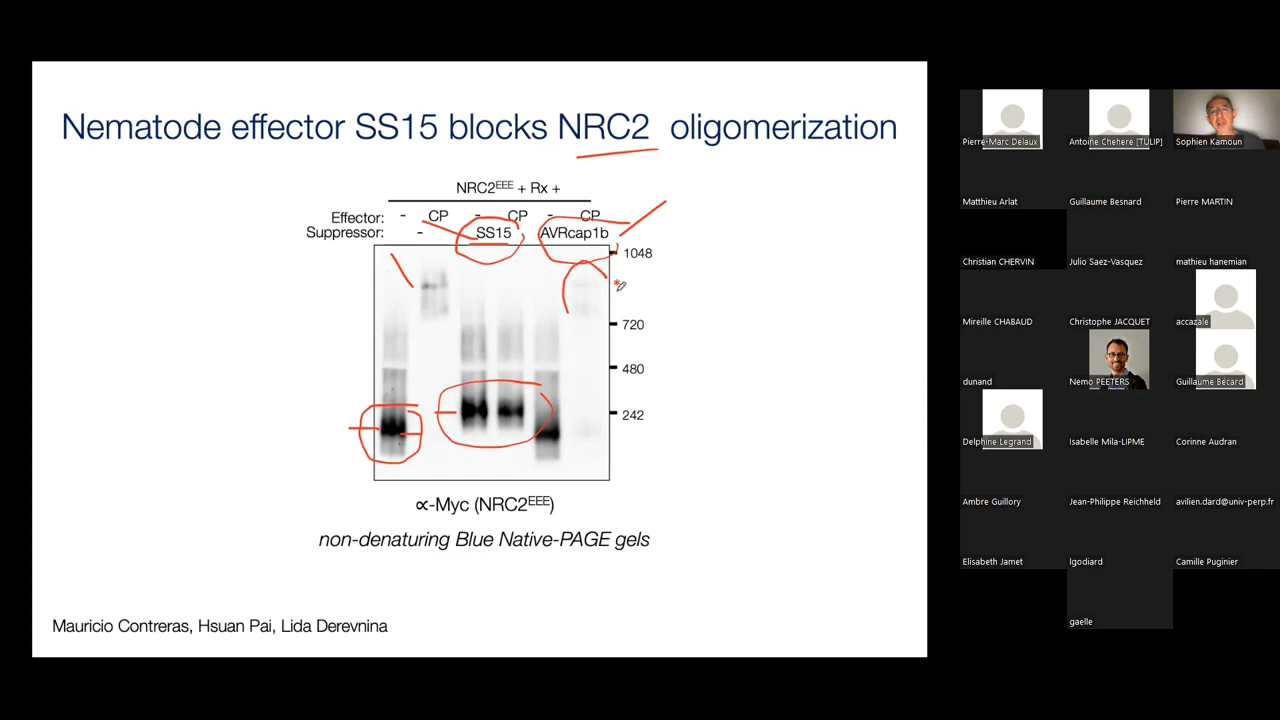 Nematode effector SS15 blocks NRC2 oligomerization
NRC2EEE + Rx +
Effector: - CP - CP - CP
Suppressor: - SS15 AVRcap1b
1048
*
720
480
242
∝-Myc (NRC2EEE)
non-denaturing Blue Native-PAGE gels
Mauricio Contreras, Hsuan Pai, Lida Derevnina
Pierre-Marc Delaux
Antoine Chehere [TULIP]
Sophien Kamoun
Matthieu Arlat
Guillaume Besnard
Pierre MARTIN
Christian CHERVIN
Julio Saez-Vasquez
mathieu hanemian
Mireille CHABAUD
Christophe JACQUET
accazale
dunand
Nemo PEETERS
Guillaume Bécard
Delphine Legrand
Isabelle Mila-LIPME
Corinne Audran
Ambre Guillory
Jean-Philippe Reichheld
avilien.dard@univ-perp.fr
Elisabeth Jamet
lgodiard
Camille Puginier
gaelle